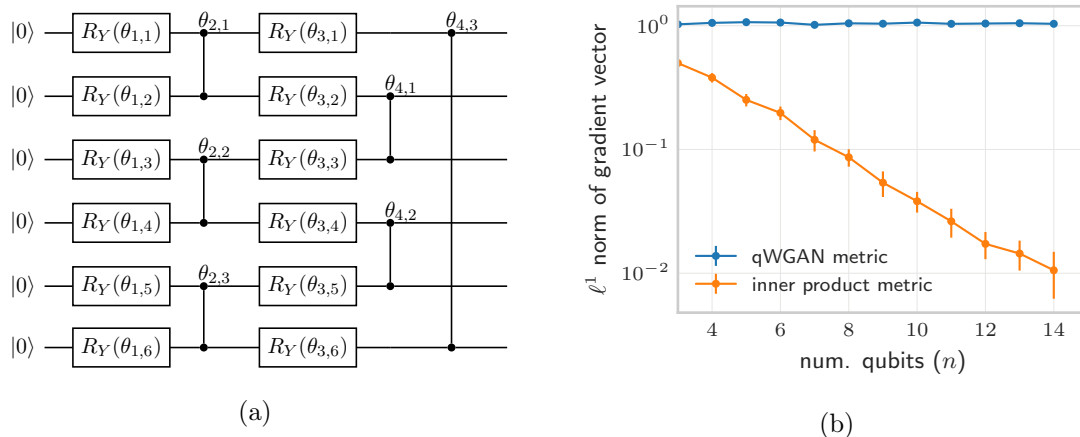 |0⟩ R_Y(θ_{1,1}) θ_{2,1} R_Y(θ_{3,1}) θ_{4,3}
|0⟩ R_Y(θ_{1,2}) R_Y(θ_{3,2}) θ_{4,1}
|0⟩ R_Y(θ_{1,3}) θ_{2,2} R_Y(θ_{3,3})
|0⟩ R_Y(θ_{1,4}) R_Y(θ_{3,4}) θ_{4,2}
|0⟩ R_Y(θ_{1,5}) θ_{2,3} R_Y(θ_{3,5})
|0⟩ R_Y(θ_{1,6}) R_Y(θ_{3,6})
(a)
ℓ^1 norm of gradient vector
10^0
10^{-1}
10^{-2}
qWGAN metric
inner product metric
4 6 8 10 12 14
num. qubits (n)
(b)